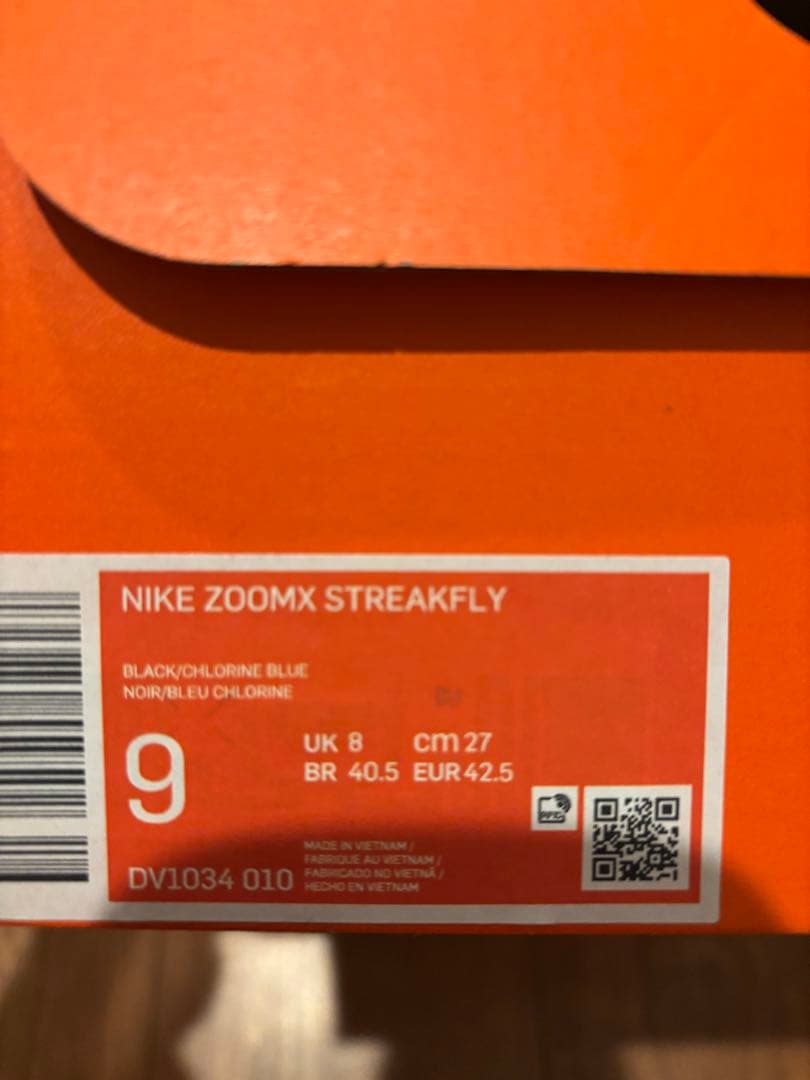 NIKE ZOOMX STREAKFLY
BLACK/CHLORINE BLUE
NOIR/BLEU CHLORINE
9
UK 8 cm 27
BR 40.5 EUR 42.5
DV1034 010
MADE IN VIETNAM /
FABRIQUE AU VIETNAM /
FABRICADO NO VIETNÃ /
HECHO EN VIETNAM
RFID